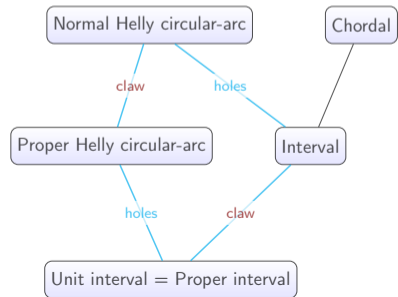 Normal Helly circular-arc
Chordal
claw
holes
Proper Helly circular-arc
Interval
holes
claw
Unit interval = Proper interval